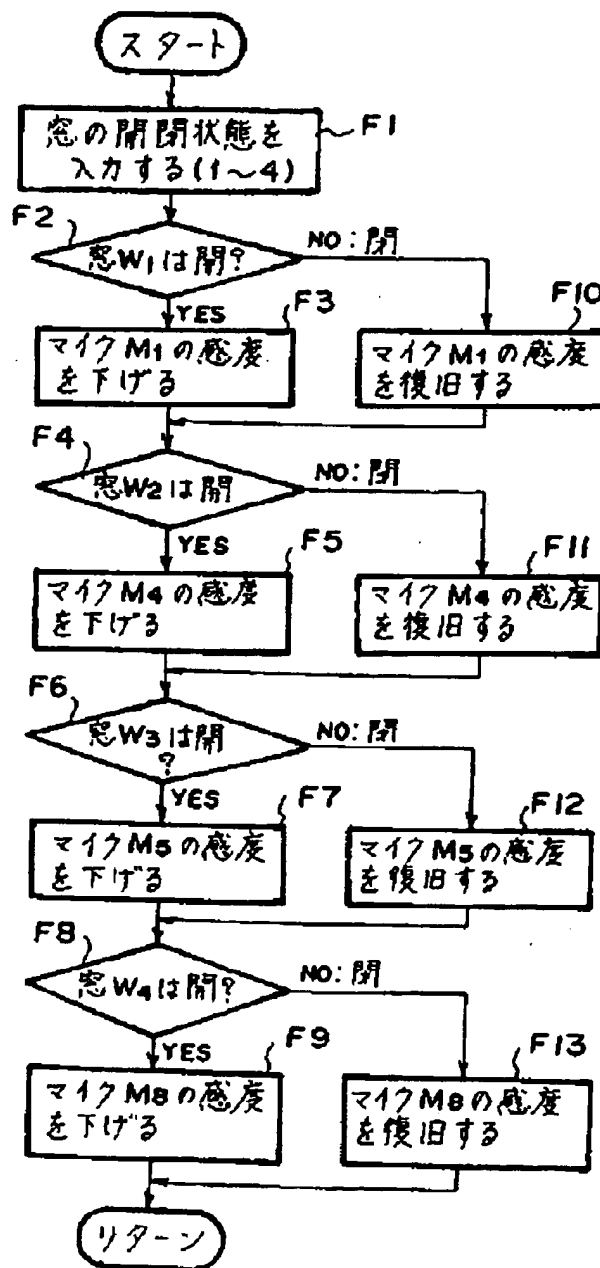 スタート
F1
窓の開閉状態を
入力する(1〜4)
F2
窓W1は開?
NO:閉
YES
F3
マイクM1の感度
を下げる
F10
マイクM1の感度
を復旧する
F4
窓W2は開
NO:閉
YES
F5
マイクM4の感度
を下げる
F11
マイクM4の感度
を復旧する
F6
窓W3は開
?
NO:閉
YES
F7
マイクM5の感度
を下げる
F12
マイクM5の感度
を復旧する
F8
窓W4は開?
NO:閉
YES
F9
マイクM8の感度
を下げる
F13
マイクM8の感度
を復旧する
リターン